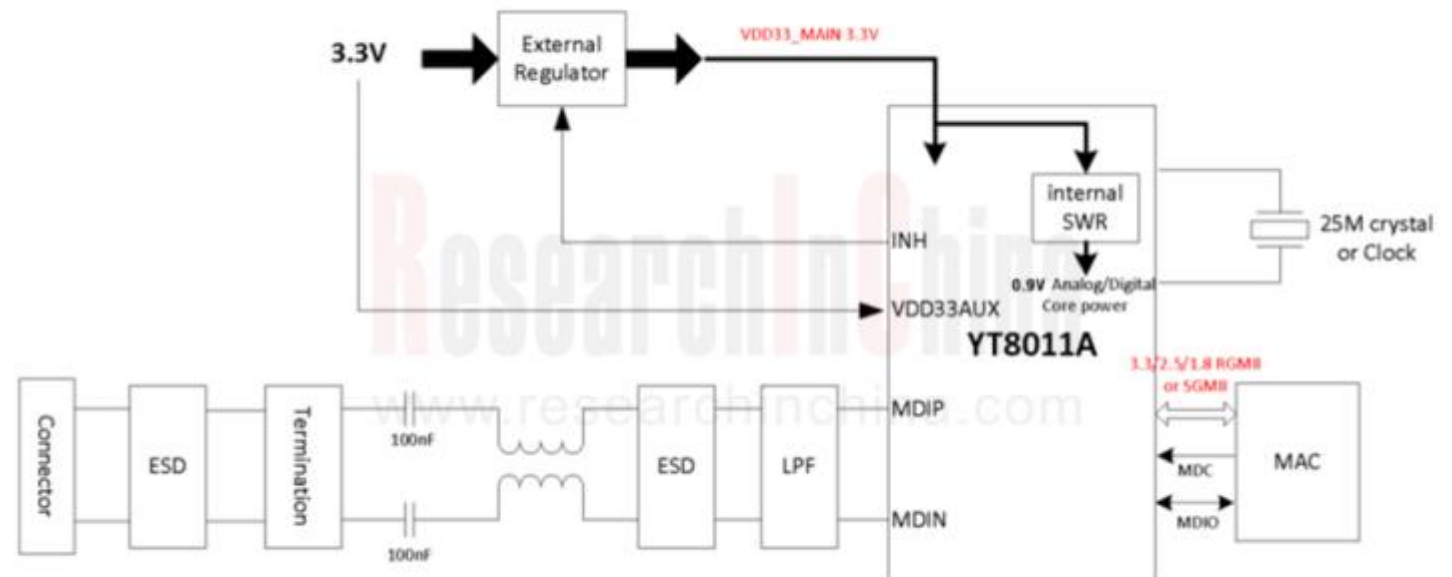 3.3V
External
Regulator
VDD33_MAIN 3.3V
internal
SWR
25M crystal
or Clock
INH
0.9V Analog/Digital
Core power
VDD33AUX
YT8011A
3.3/2.5/1.8 RGMII
or SGMII
ResearchInChina
www.researchinchina.com
Connector
ESD
Termination
100nF
100nF
ESD
LPF
MDIP
MDIN
MDC
MDIO
MAC